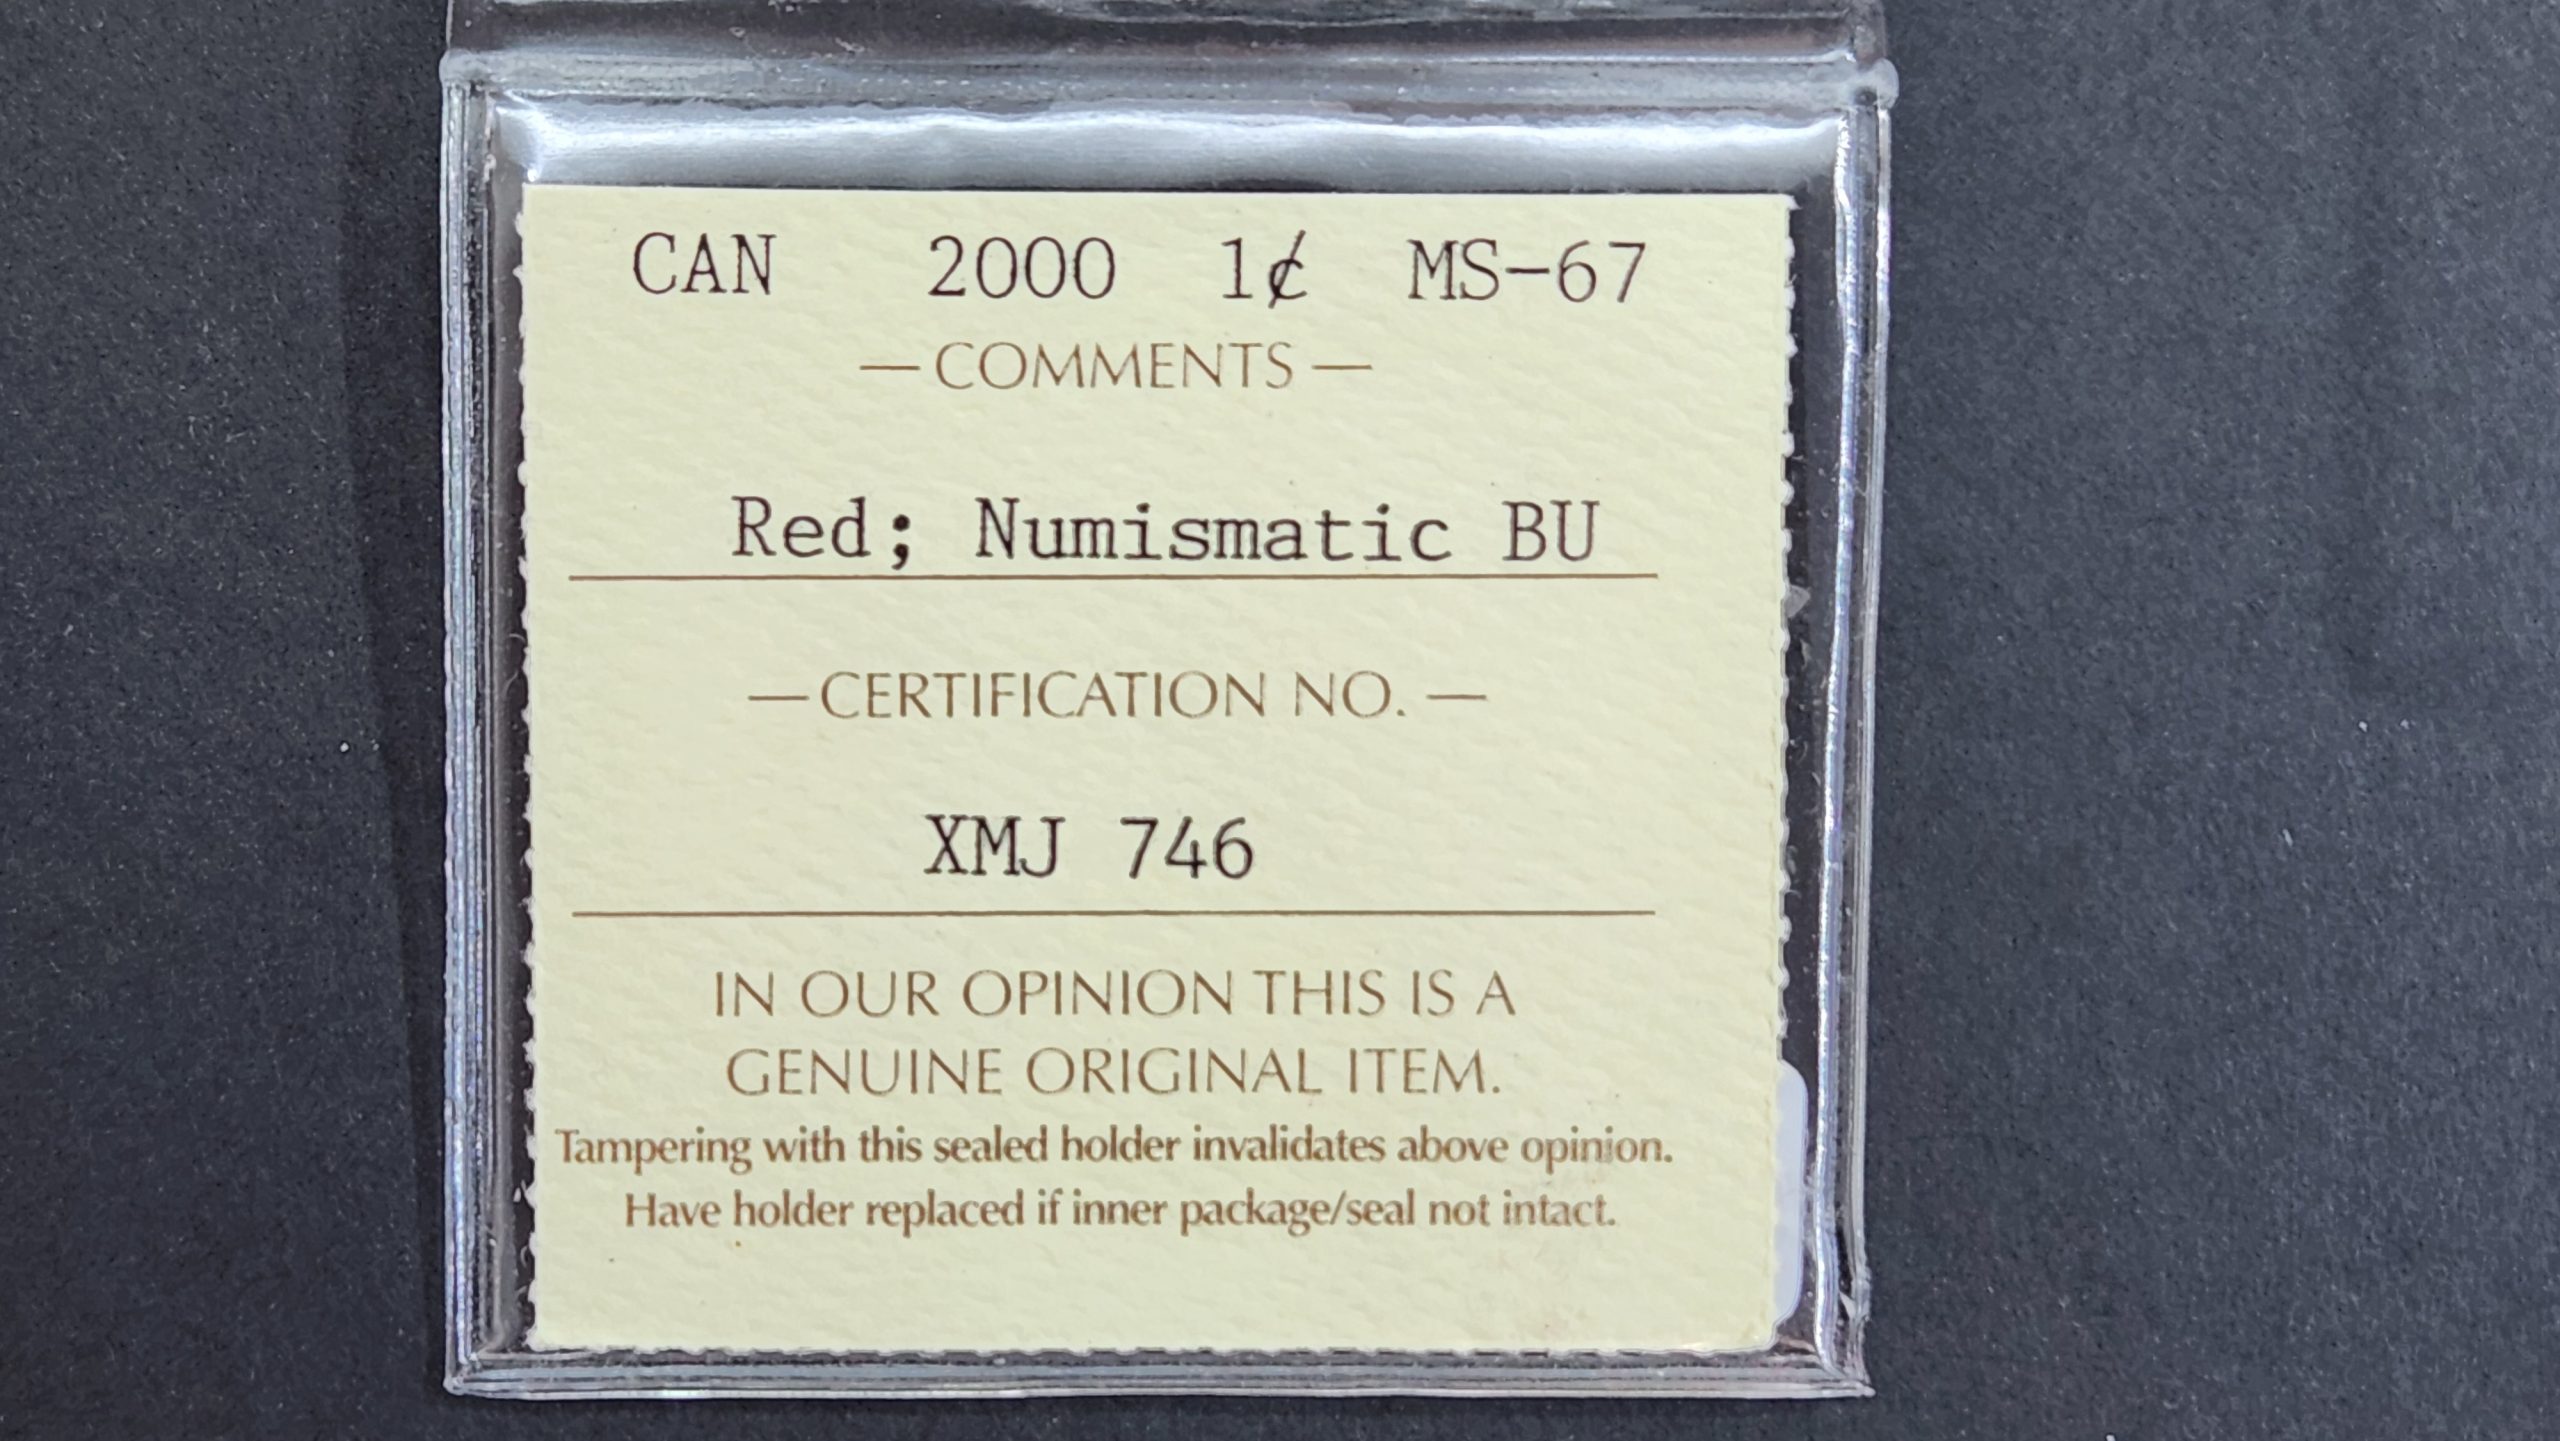 CAN 2000 1¢ MS-67
— COMMENTS —
Red; Numismatic BU
— CERTIFICATION NO. —
XMJ 746
IN OUR OPINION THIS IS A
GENUINE ORIGINAL ITEM.
Tampering with this sealed holder invalidates above opinion.
Have holder replaced if inner package/seal not intact.